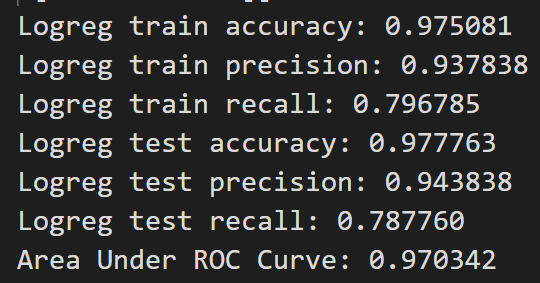 Logreg train accuracy: 0.975081
Logreg train precision: 0.937838
Logreg train recall: 0.796785
Logreg test accuracy: 0.977763
Logreg test precision: 0.943838
Logreg test recall: 0.787760
Area Under ROC Curve: 0.970342